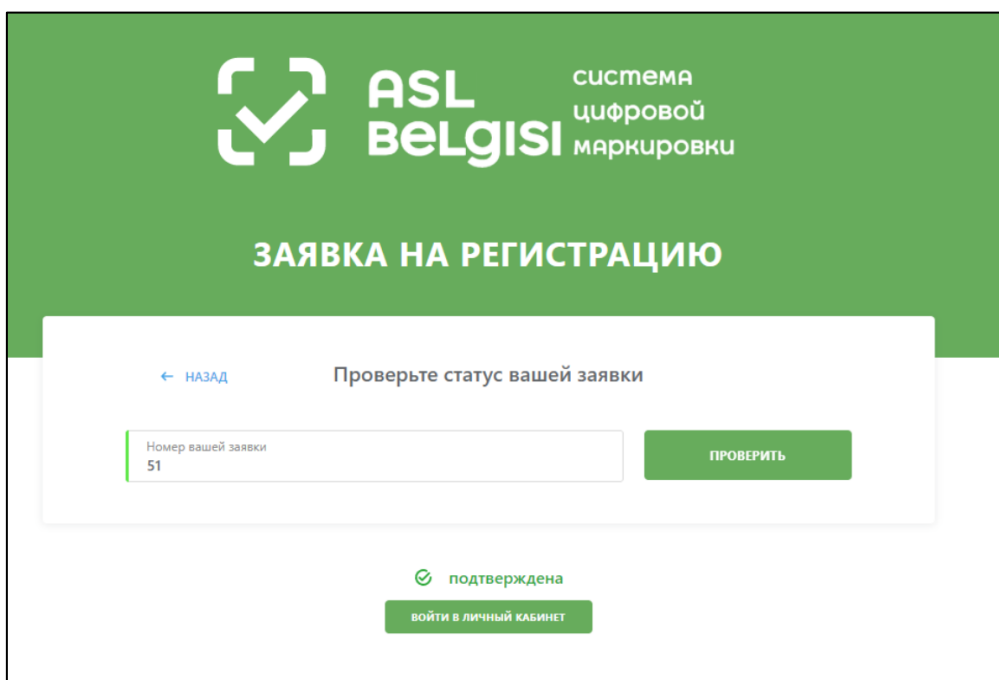 ASL BELGISI
система
цифровой
маркировки
ЗАЯВКА НА РЕГИСТРАЦИЮ
← НАЗАД
Проверьте статус вашей заявки
Номер вашей заявки
51
ПРОВЕРИТЬ
подтверждена
ВОЙТИ В ЛИЧНЫЙ КАБИНЕТ